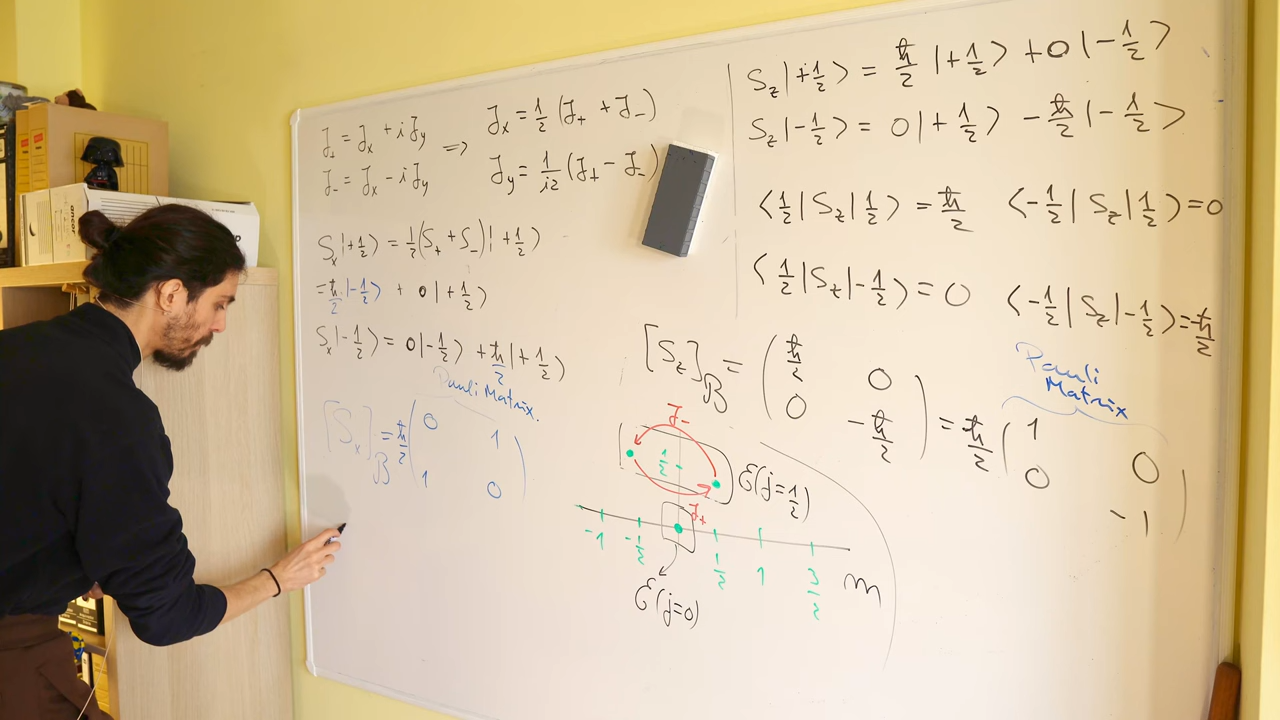 J₊ = Jₓ + iJy ⇒ Jₓ = 1/2 (J₊ + J₋)
J₋ = Jₓ - iJy Jy = 1/i2 (J₊ - J₋)
Sₓ|+1/2⟩ = 1/2(S₊ + S₋)|+1/2⟩
= ħ/2 |-1/2⟩ + 0|+1/2⟩
Sₓ|-1/2⟩ = 0|-1/2⟩ + ħ/2|+1/2⟩
Pauli Matrix.
[Sₓ]_B = ħ/2 (0 1
1 0)
S_z|+1/2⟩ = ħ/2 |+1/2⟩ + 0|-1/2⟩
S_z|-1/2⟩ = 0|+1/2⟩ - ħ/2|-1/2⟩
⟨1/2|S_z|1/2⟩ = ħ/2 ⟨-1/2|S_z|1/2⟩ = 0
⟨1/2|S_z|-1/2⟩ = 0 ⟨-1/2|S_z|-1/2⟩ = -ħ/2
Pauli
Matrix
[S_z]_B = (ħ/2 0
0 -ħ/2) = ħ/2 (1 0
0 -1)
J₋
1/2
ℰ(j=1/2)
J₊
-1 -1/2 1/2 1 3/2 m
ℰ(j=0)